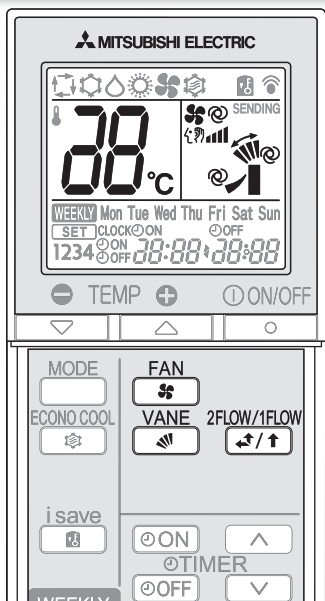 MITSUBISHI ELECTRIC
SENDING
88°C
WEEKLY Mon Tue Wed Thu Fri Sat Sun
SET CLOCK ON OFF
1234 ON OFF 88:88 88:88
TEMP ON/OFF
MODE FAN
ECONO COOL VANE 2FLOW/1FLOW
/
i save
ON
TIMER
OFF
WEEKLY